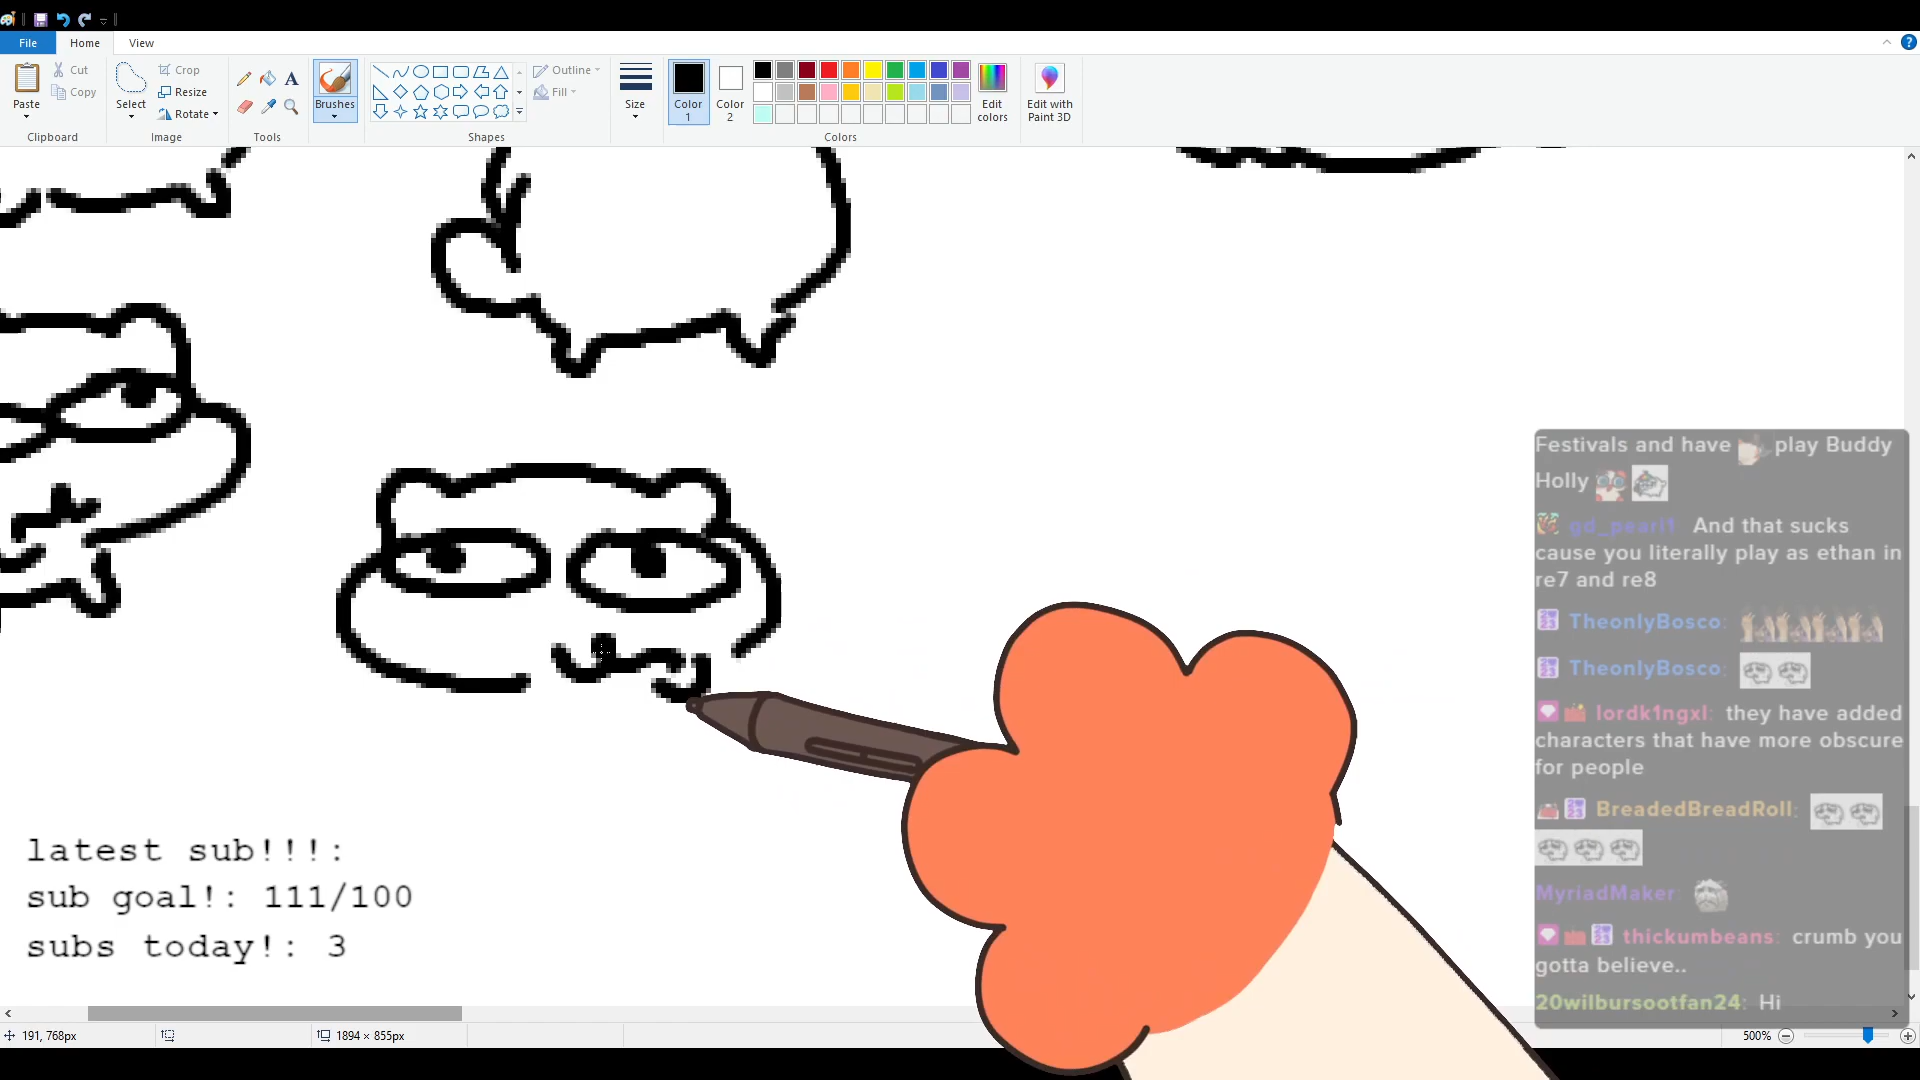 File Home View
Cut Crop Outline Edit Edit with
Paste Copy Select Resize Brushes Fill Size Color Color colors Paint 3D
Rotate 1 2
Clipboard Image Tools Shapes Colors
Festivals and have play Buddy
Holly
gd_pearl1 And that sucks
cause you literally play as ethan in
re7 and re8
TheonlyBosco:
TheonlyBosco:
lordk1ngxl: they have added
characters that have more obscure
for people
BreadedBreadRoll:
MyriadMaker:
thickumbeans: crumb you
gotta believe..
20wilbursootfan24: Hi
latest sub!!!:
sub goal!: 111/100
subs today!: 3
191, 768px 1894 × 855px 500%